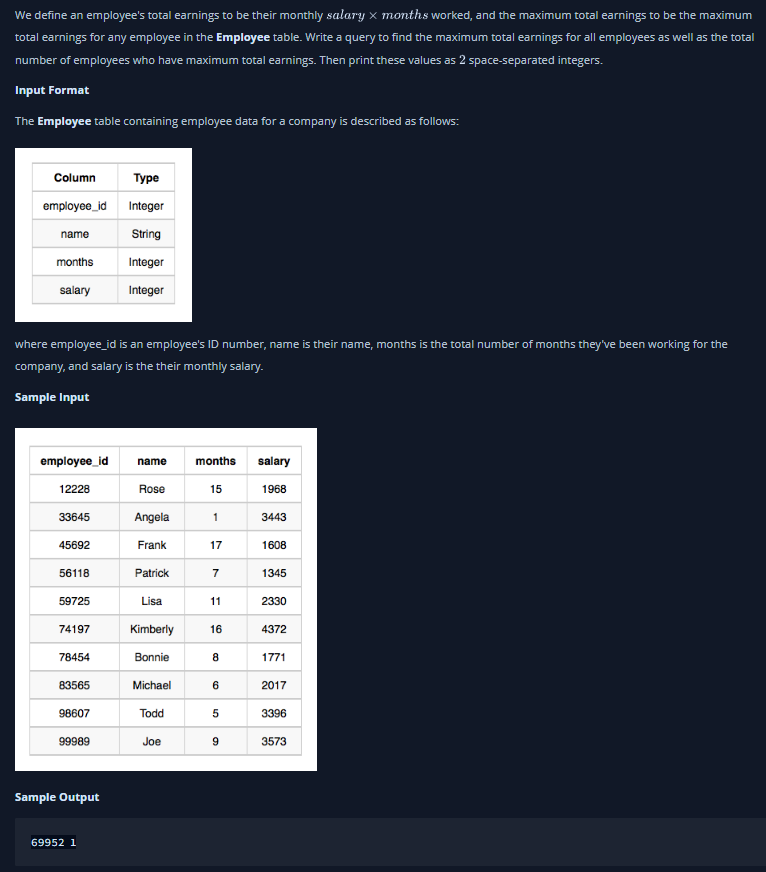 We define an employee's total earnings to be their monthly salary × months worked, and the maximum total earnings to be the maximum
total earnings for any employee in the Employee table. Write a query to find the maximum total earnings for all employees as well as the total
number of employees who have maximum total earnings. Then print these values as 2 space-separated integers.
Input Format
The Employee table containing employee data for a company is described as follows:
Column Type
employee_id Integer
name String
months Integer
salary Integer
where employee_id is an employee's ID number, name is their name, months is the total number of months they've been working for the
company, and salary is the their monthly salary.
Sample Input
employee_id name months salary
12228 Rose 15 1968
33645 Angela 1 3443
45692 Frank 17 1608
56118 Patrick 7 1345
59725 Lisa 11 2330
74197 Kimberly 16 4372
78454 Bonnie 8 1771
83565 Michael 6 2017
98607 Todd 5 3396
99989 Joe 9 3573
Sample Output
69952 1